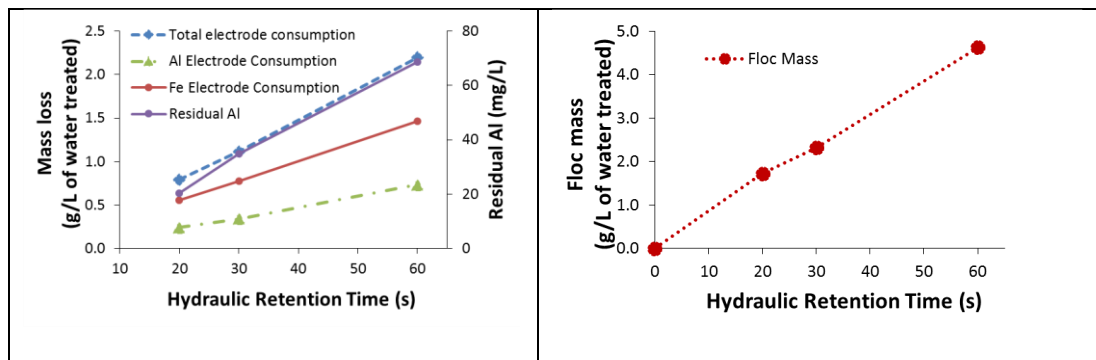 Mass loss
(g/L of water treated)
2.5
2.0
1.5
1.0
0.5
0.0
Total electrode consumption
Al Electrode Consumption
Fe Electrode Consumption
Residual Al
80
60
40
20
0
Residual Al (mg/L)
10 20 30 40 50 60
Hydraulic Retention Time (s)
Floc mass
(g/L of water treated)
5.0
4.0
3.0
2.0
1.0
0.0
Floc Mass
0 10 20 30 40 50 60
Hydraulic Retention Time (s)